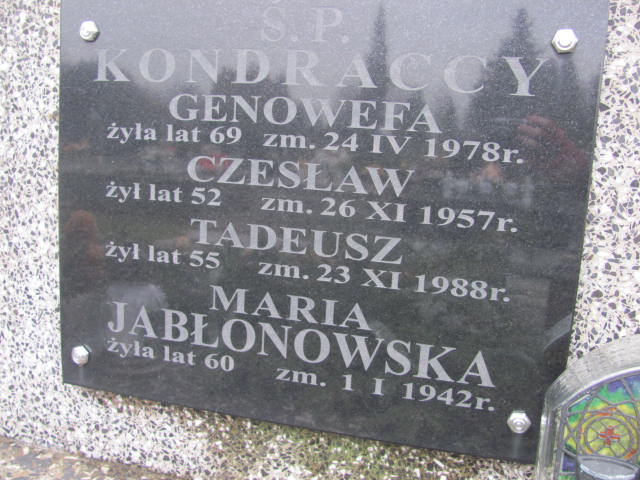 Ś.P.
KONDRACCY
GENOWEFA
żyła lat 69 zm. 24 IV 1978r.
CZESŁAW
żył lat 52 zm. 26 XI 1957r.
TADEUSZ
żył lat 55 zm. 23 XI 1988r.
MARIA
JABŁONOWSKA
żyła lat 60 zm. 1 I 1942r.